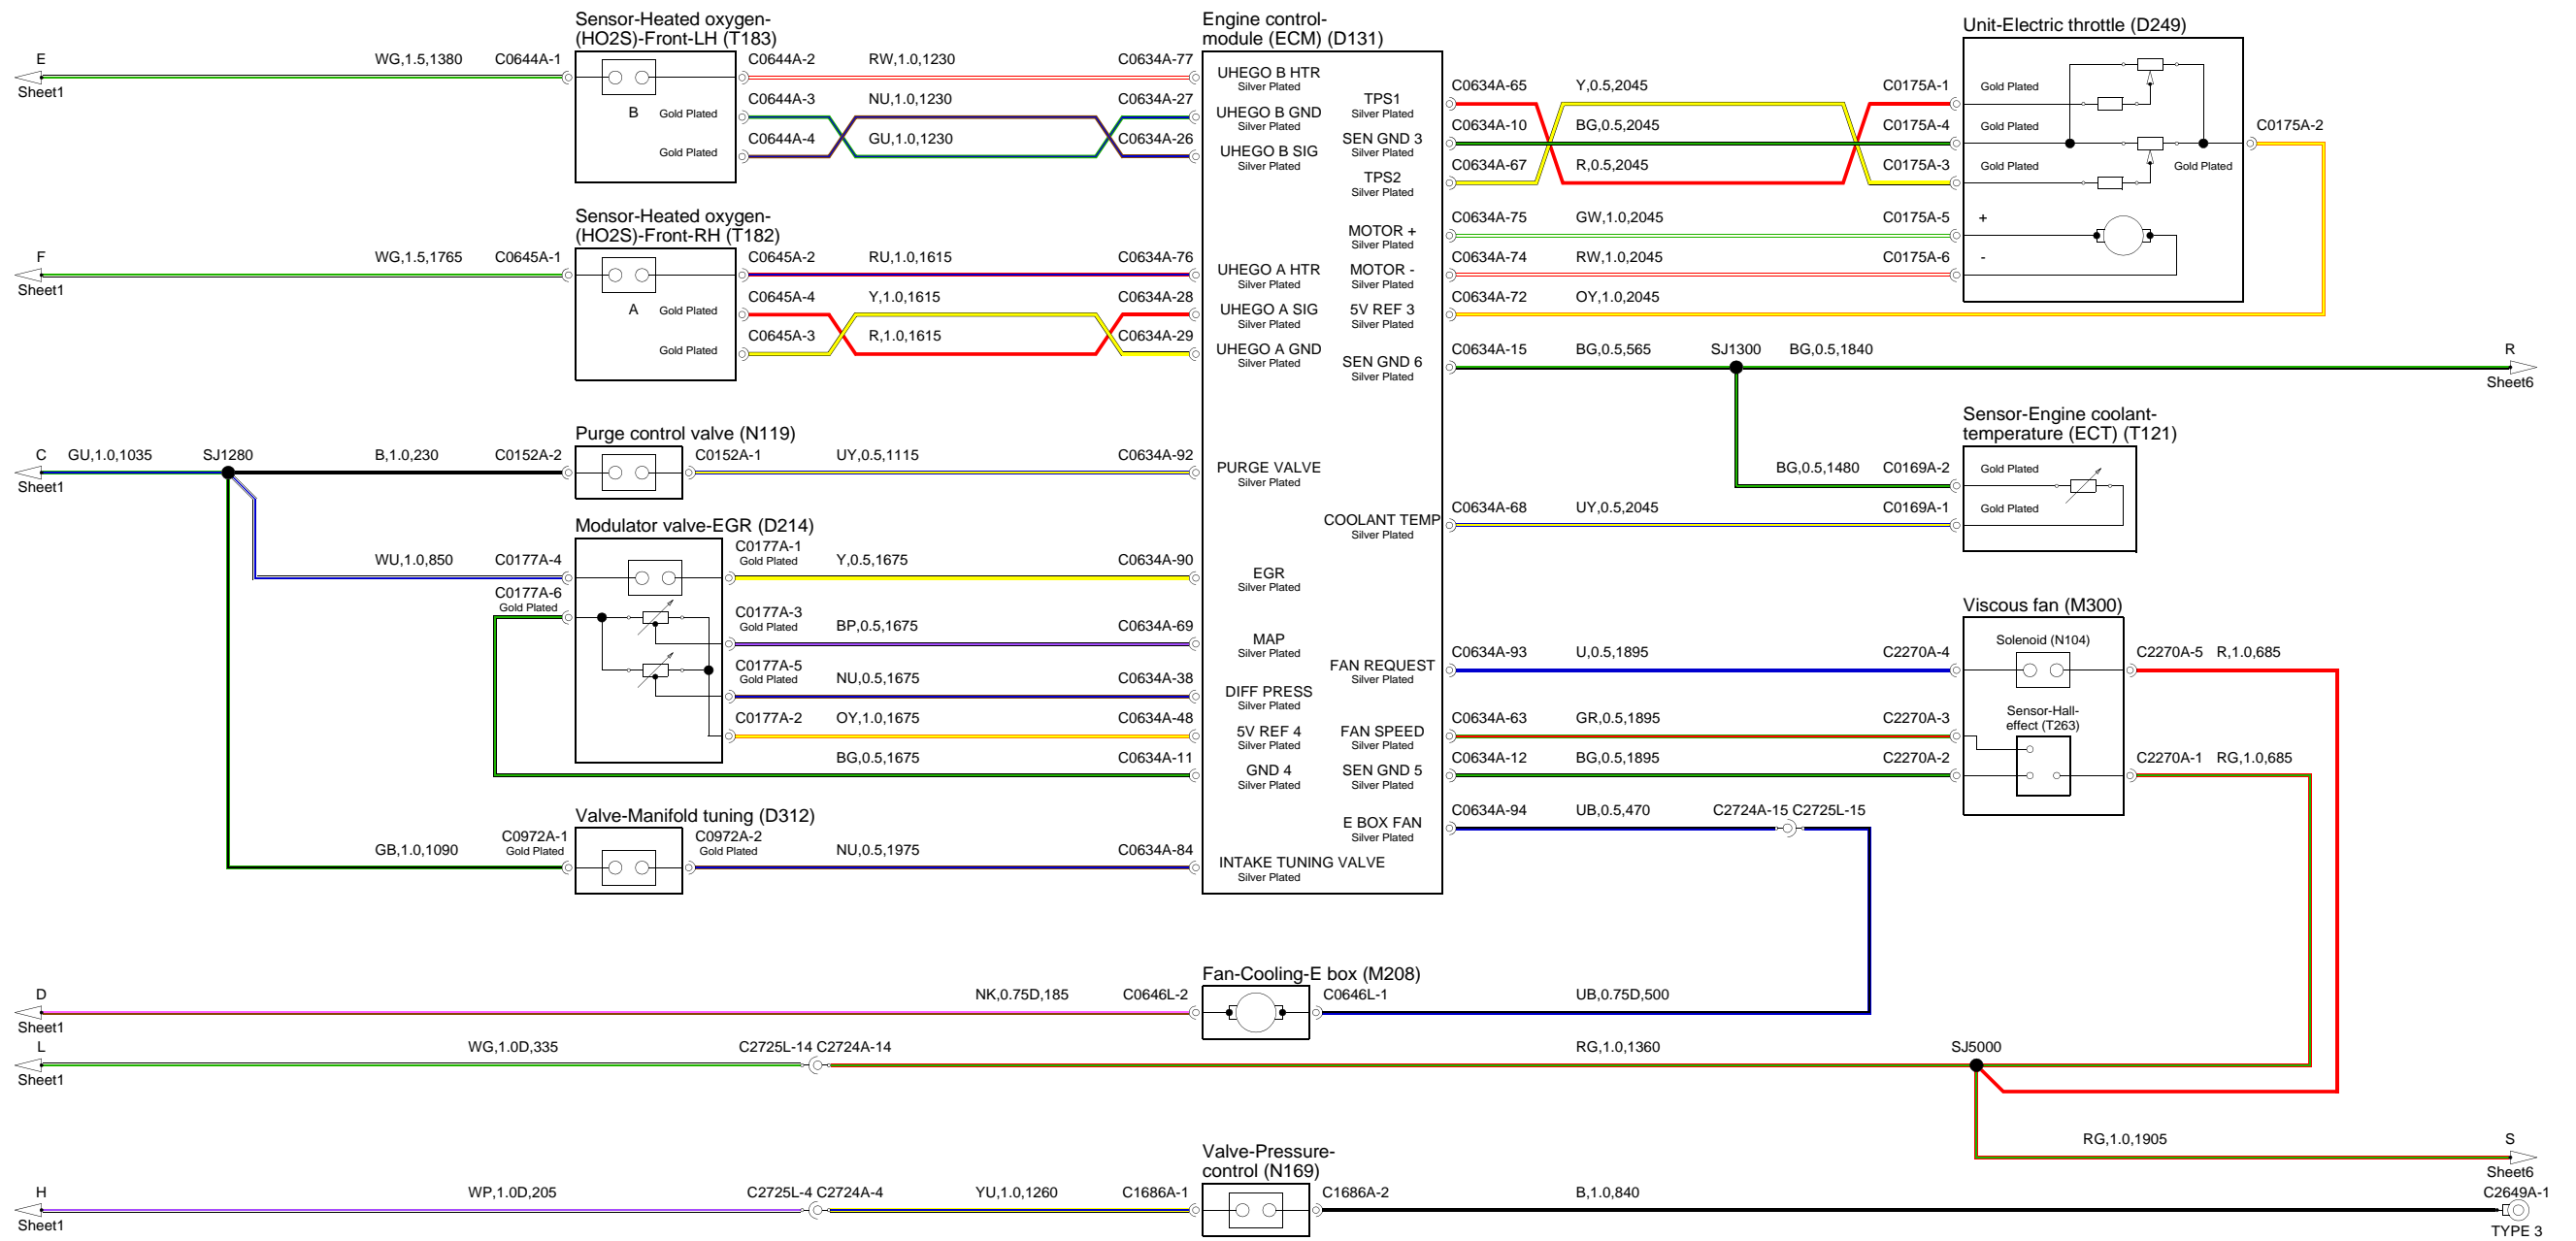 Sensor-Heated oxygen-
(HO2S)-Front-LH (T183)
E
Sheet1
WG,1.5,1380
C0644A-1
B
Gold Plated
Gold Plated
C0644A-2
RW,1.0,1230
C0634A-77
C0644A-3
NU,1.0,1230
C0634A-27
C0644A-4
GU,1.0,1230
C0634A-26
Sensor-Heated oxygen-
(HO2S)-Front-RH (T182)
F
Sheet1
WG,1.5,1765
C0645A-1
A
Gold Plated
Gold Plated
C0645A-2
RU,1.0,1615
C0634A-76
C0645A-4
Y,1.0,1615
C0634A-28
C0645A-3
R,1.0,1615
C0634A-29
Purge control valve (N119)
C
Sheet1
GU,1.0,1035
SJ1280
B,1.0,230
C0152A-2
C0152A-1
UY,0.5,1115
C0634A-92
Modulator valve-EGR (D214)
WU,1.0,850
C0177A-4
C0177A-6
Gold Plated
C0177A-1
Gold Plated
Y,0.5,1675
C0634A-90
C0177A-3
Gold Plated
BP,0.5,1675
C0634A-69
C0177A-5
Gold Plated
NU,0.5,1675
C0634A-38
C0177A-2
OY,1.0,1675
C0634A-48
BG,0.5,1675
C0634A-11
Valve-Manifold tuning (D312)
GB,1.0,1090
C0972A-1
Gold Plated
C0972A-2
Gold Plated
NU,0.5,1975
C0634A-84
Engine control-
module (ECM) (D131)
UHEGO B HTR
Silver Plated
UHEGO B GND
Silver Plated
UHEGO B SIG
Silver Plated
UHEGO A HTR
Silver Plated
UHEGO A SIG
Silver Plated
UHEGO A GND
Silver Plated
PURGE VALVE
Silver Plated
EGR
Silver Plated
MAP
Silver Plated
DIFF PRESS
Silver Plated
5V REF 4
Silver Plated
GND 4
Silver Plated
INTAKE TUNING VALVE
Silver Plated
TPS1
Silver Plated
SEN GND 3
Silver Plated
TPS2
Silver Plated
MOTOR +
Silver Plated
MOTOR -
Silver Plated
5V REF 3
Silver Plated
SEN GND 6
Silver Plated
COOLANT TEMP
Silver Plated
FAN REQUEST
Silver Plated
FAN SPEED
Silver Plated
SEN GND 5
Silver Plated
E BOX FAN
Silver Plated
C0634A-65
Y,0.5,2045
C0175A-1
C0634A-10
BG,0.5,2045
C0175A-4
C0634A-67
R,0.5,2045
C0175A-3
C0634A-75
GW,1.0,2045
C0175A-5
C0634A-74
RW,1.0,2045
C0175A-6
C0634A-72
OY,1.0,2045
Unit-Electric throttle (D249)
Gold Plated
Gold Plated
Gold Plated
Gold Plated
+
-
C0175A-2
C0634A-15
BG,0.5,565
SJ1300
BG,0.5,1840
R
Sheet6
Sensor-Engine coolant-
temperature (ECT) (T121)
BG,0.5,1480
C0169A-2
Gold Plated
C0634A-68
UY,0.5,2045
C0169A-1
Gold Plated
Viscous fan (M300)
Solenoid (N104)
Sensor-Hall-
effect (T263)
C0634A-93
U,0.5,1895
C2270A-4
C2270A-5
R,1.0,685
C0634A-63
GR,0.5,1895
C2270A-3
C0634A-12
BG,0.5,1895
C2270A-2
C2270A-1
RG,1.0,685
C0634A-94
UB,0.5,470
C2724A-15 C2725L-15
Fan-Cooling-E box (M208)
D
Sheet1
NK,0.75D,185
C0646L-2
C0646L-1
UB,0.75D,500
L
Sheet1
WG,1.0D,335
C2725L-14 C2724A-14
RG,1.0,1360
SJ5000
RG,1.0,1905
S
Sheet6
Valve-Pressure-
control (N169)
H
Sheet1
WP,1.0D,205
C2725L-4 C2724A-4
YU,1.0,1260
C1686A-1
C1686A-2
B,1.0,840
C2649A-1
TYPE 3